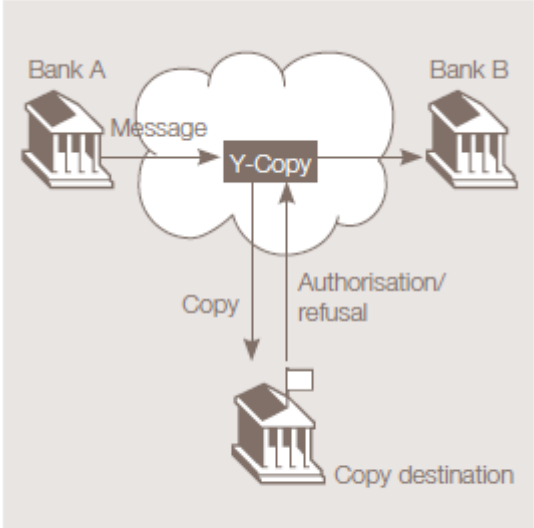 Bank A
Bank B
Message
Y-Copy
Copy
Authorisation/
refusal
Copy destination